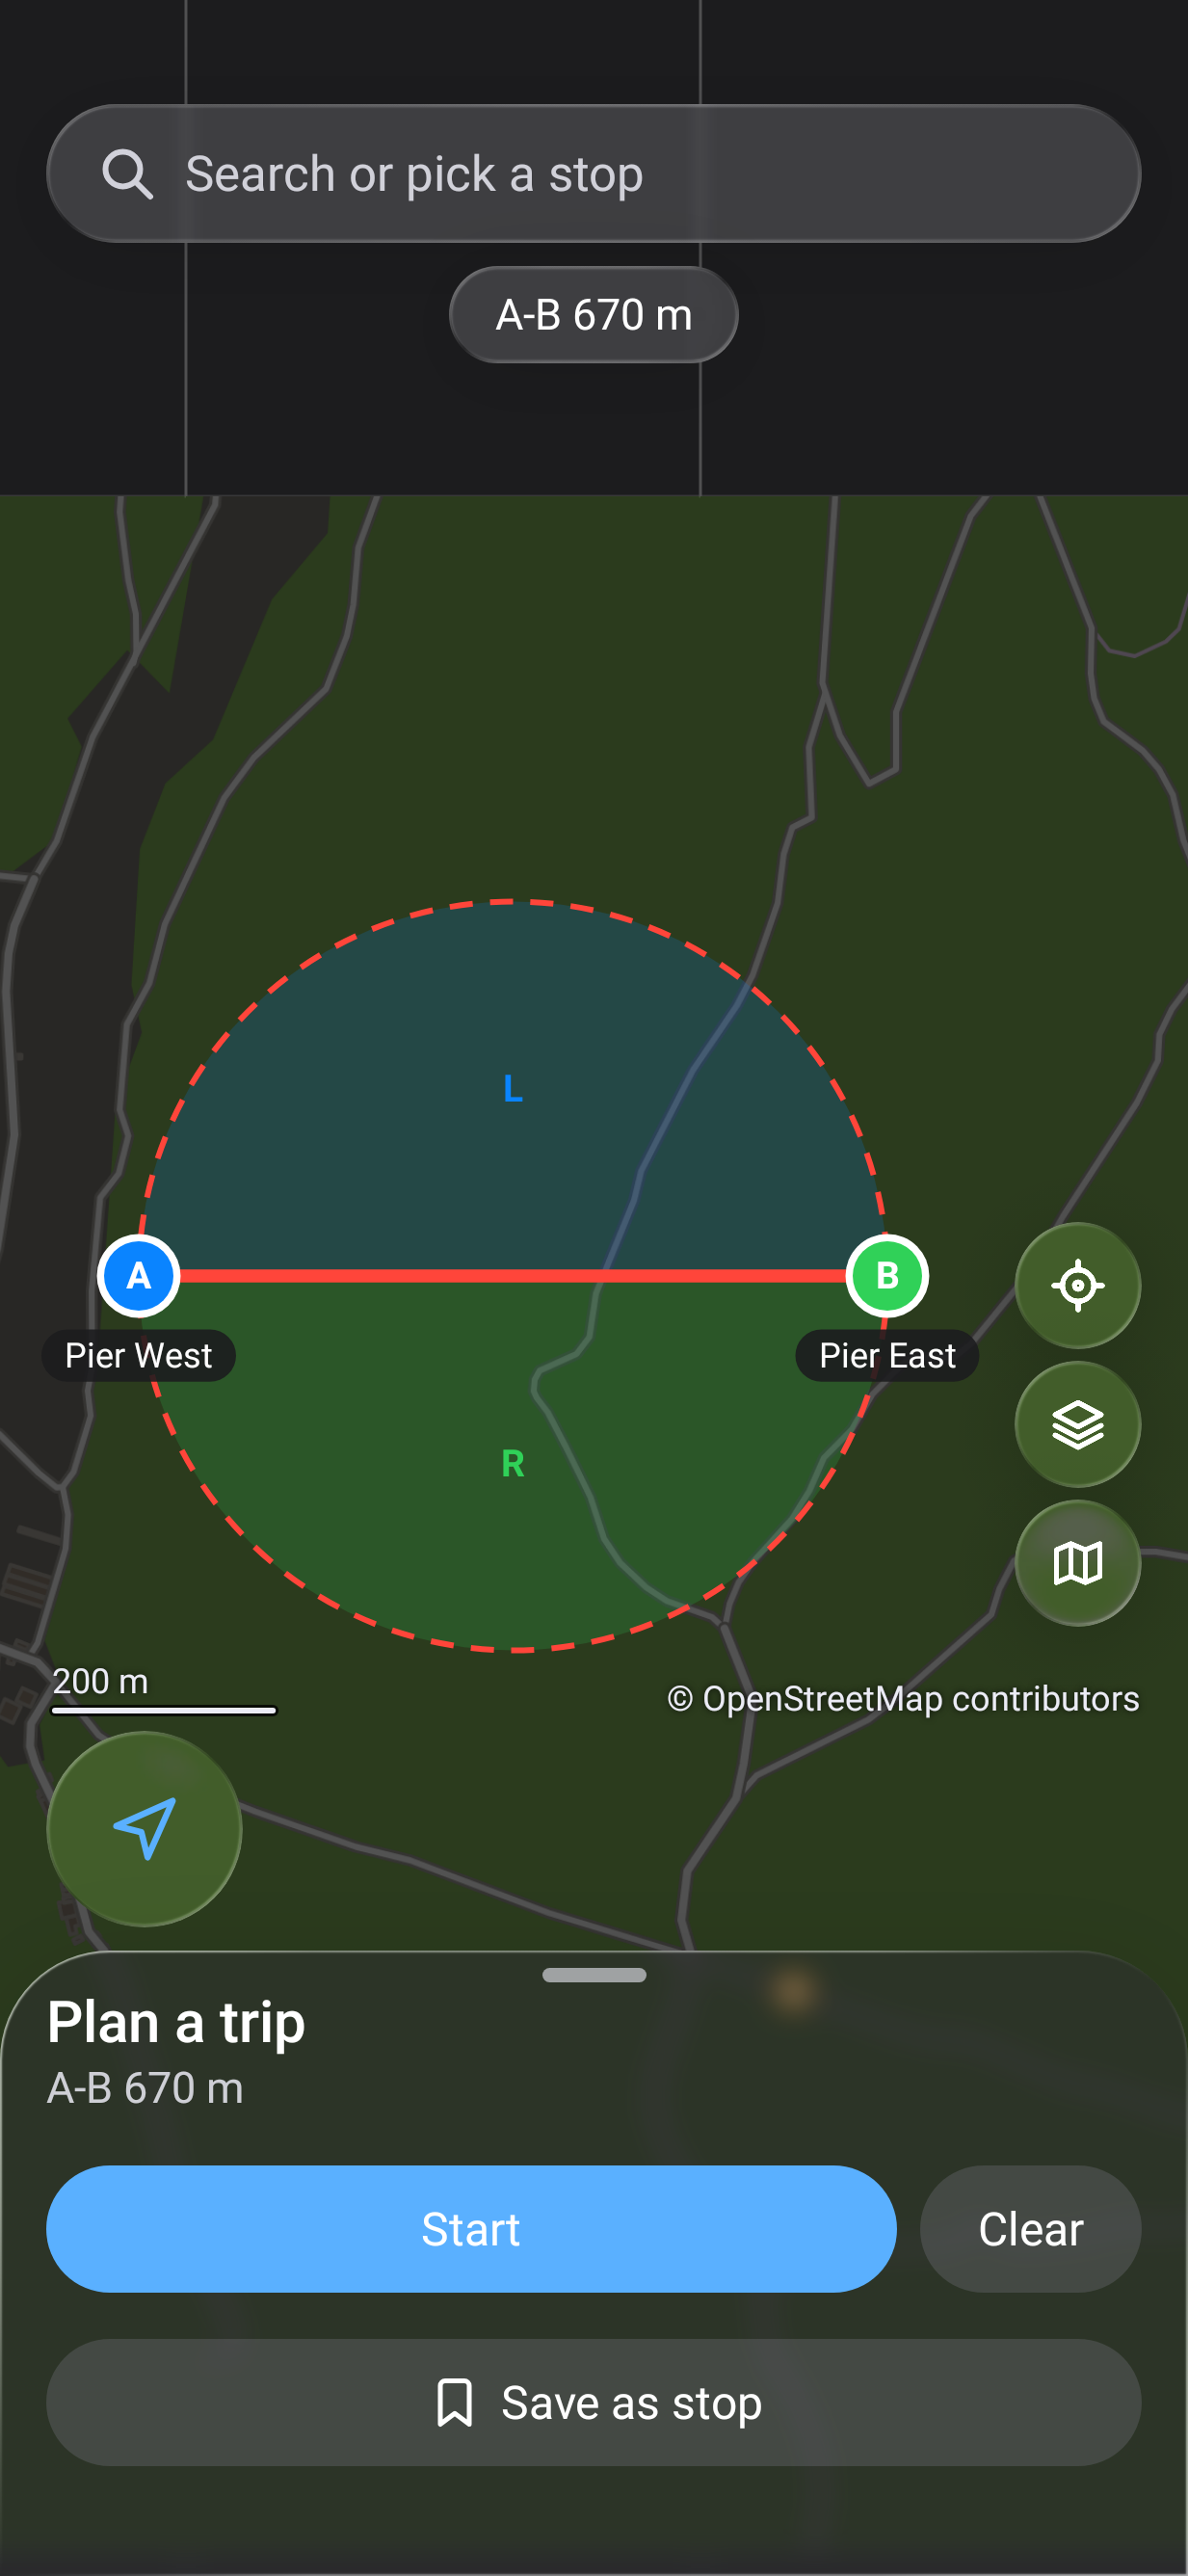 Search or pick a stop
A-B 670 m
L
A
B
Pier West
Pier East
R
200 m
© OpenStreetMap contributors
Plan a trip
A-B 670 m
Start
Clear
Save as stop